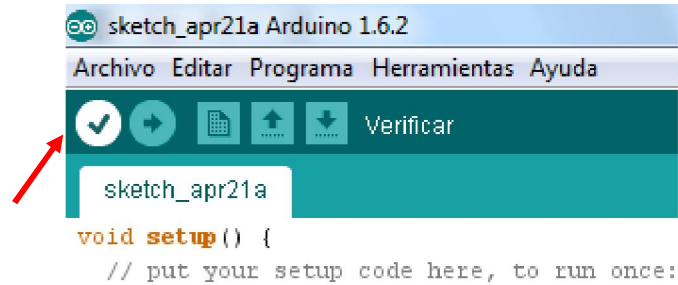 sketch_apr21a Arduino 1.6.2
Archivo Editar Programa Herramientas Ayuda
Verificar
sketch_apr21a
void setup() {
// put your setup code here, to run once: